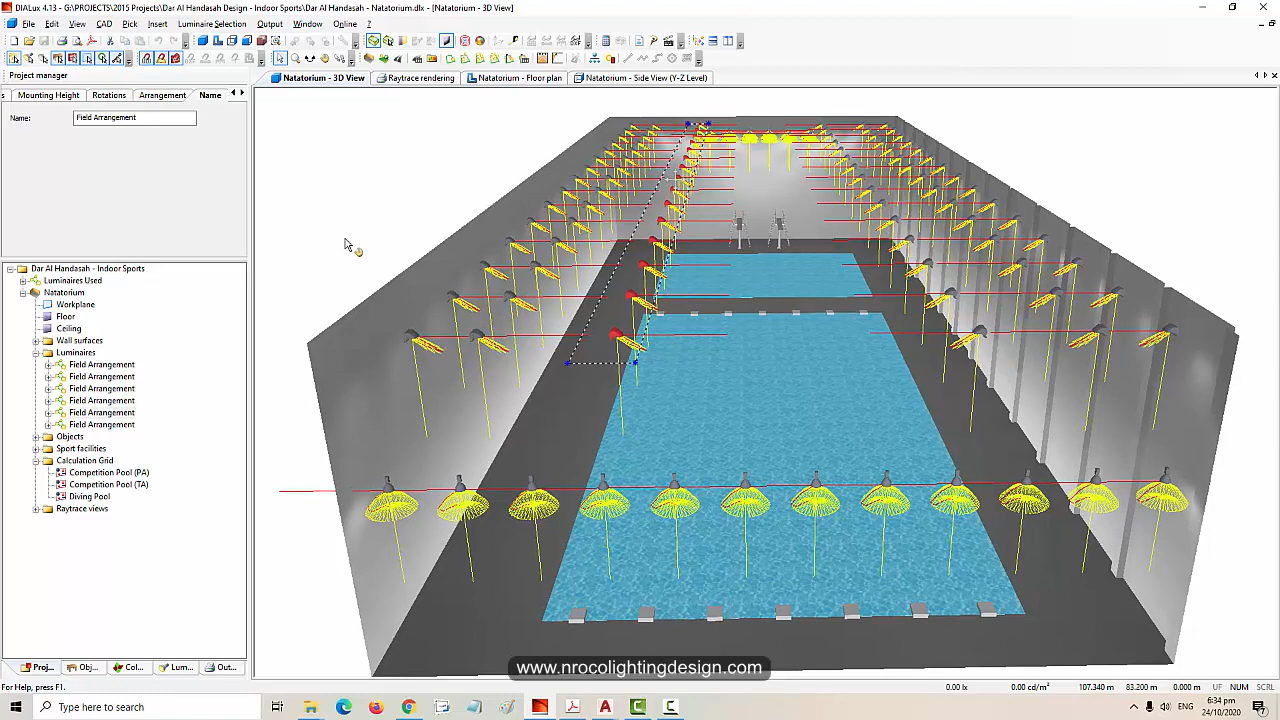 DIALux 4.13 - G:\PROJECTS\2015 Projects\Dar Al Handasah Design - Indoor Sports\Dar Al Handasah - Natatorium.dlx - [Natatorium - 3D View]
File Edit View CAD Pick Insert Luminaire Selection Output Window Online ?
Project manager
Natatorium - 3D View Raytrace rendering Natatorium - Floor plan Natatorium - Side View (Y-Z Level)
s Mounting Height Rotations Arrangement Name
Name: Field Arrangement
Dar Al Handasah - Indoor Sports
Luminaires Used
Natatorium
Workplane
Floor
Ceiling
Wall surfaces
Luminaires
Field Arrangement
Field Arrangement
Field Arrangement
Field Arrangement
Field Arrangement
Field Arrangement
Objects
Sport facilities
Calculation Grid
Competition Pool (PA)
Competition Pool (TA)
Diving Pool
Raytrace views
Proj... Obj... Col... Lum... Out...
www.nrocolightingdesign.com
For Help, press F1. 0.00 lx 0.00 cd/m² 107.340 m 83.200 m 0.000 m UF NUM SCRL
Type here to search ENG 6:34 pm
24/10/2020